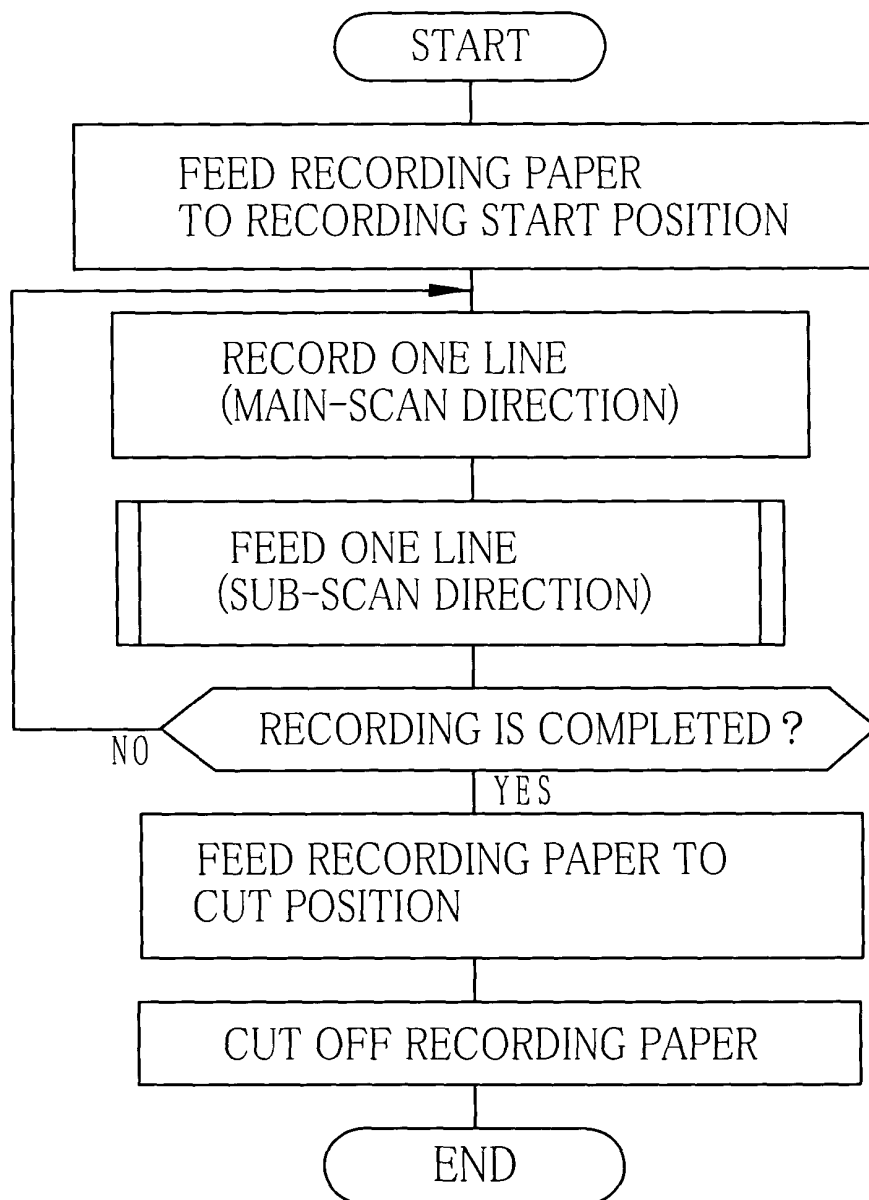 START
FEED RECORDING PAPER
TO RECORDING START POSITION
RECORD ONE LINE
(MAIN-SCAN DIRECTION)
FEED ONE LINE
(SUB-SCAN DIRECTION)
RECORDING IS COMPLETED ?
NO
YES
FEED RECORDING PAPER TO
CUT POSITION
CUT OFF RECORDING PAPER
END